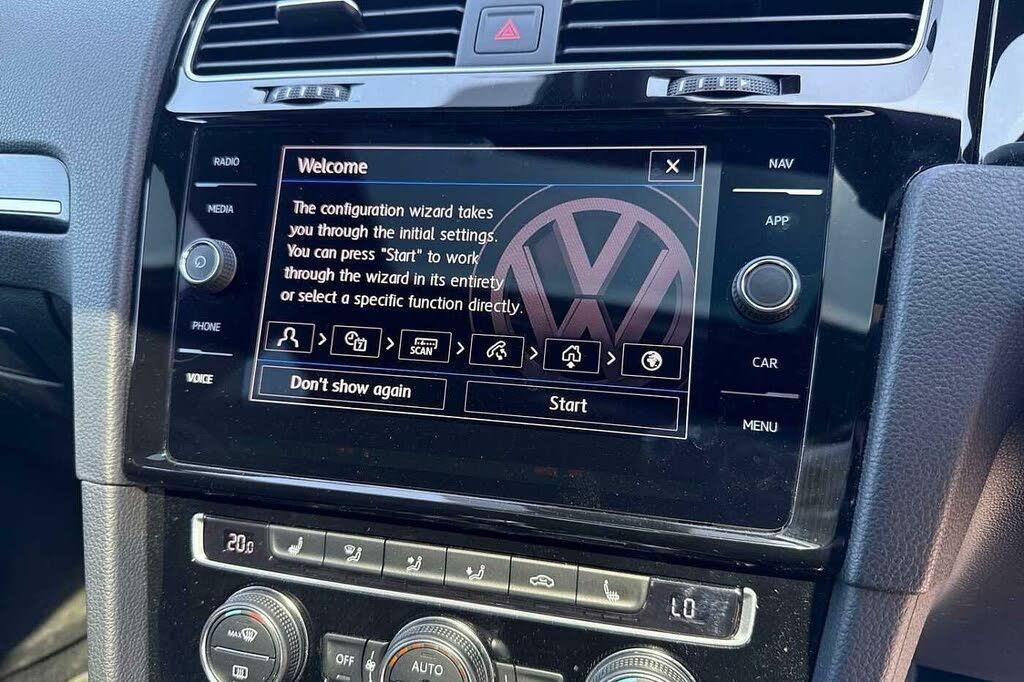 RADIO
MEDIA
PHONE
VOICE
Welcome
X
The configuration wizard takes
you through the initial settings.
You can press "Start" to work
through the wizard in its entirety
or select a specific function directly.
7
SCAN
Don't show again
Start
NAV
APP
CAR
MENU
20.0
LO
MAX
OFF
AUTO